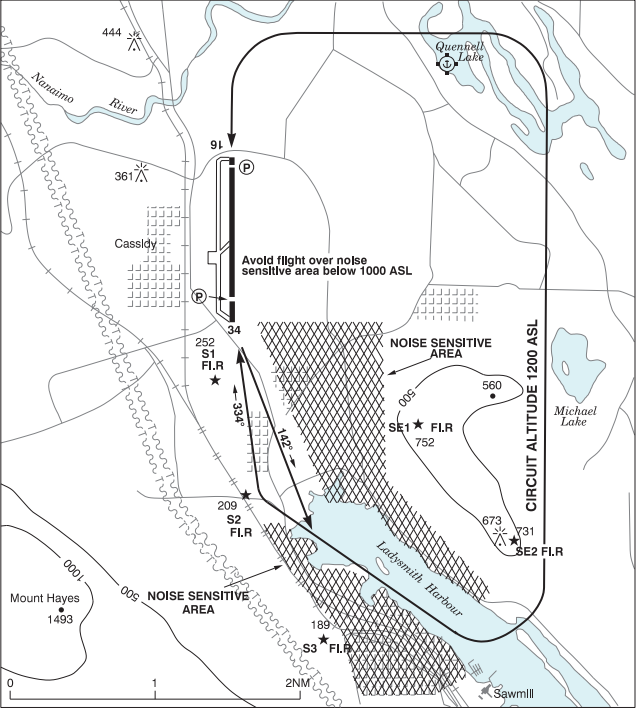 444
Quennell
Lake
Nanaimo
River
16
P
361
Cassidy
Avoid flight over noise
sensitive area below 1000 ASL
P
34
252
S1
Fl.R
NOISE SENSITIVE
AREA
334°
142°
500
560
SE1 Fl.R
752
Michael
Lake
CIRCUIT ALTITUDE 1200 ASL
209
S2
Fl.R
673
731
SE2 Fl.R
1000
500
Ladysmith Harbour
Mount Hayes
1493
NOISE SENSITIVE
AREA
189
S3 Fl.R
0
1
2NM
Sawmill